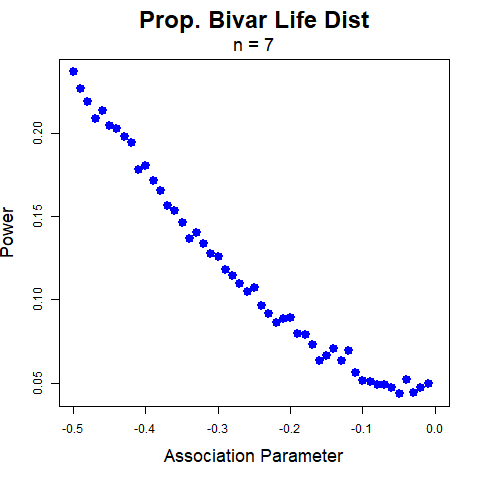 Prop. Bivar Life Dist
n = 7
Power
0.20
0.15
0.10
0.05
-0.5 -0.4 -0.3 -0.2 -0.1 0.0
Association Parameter